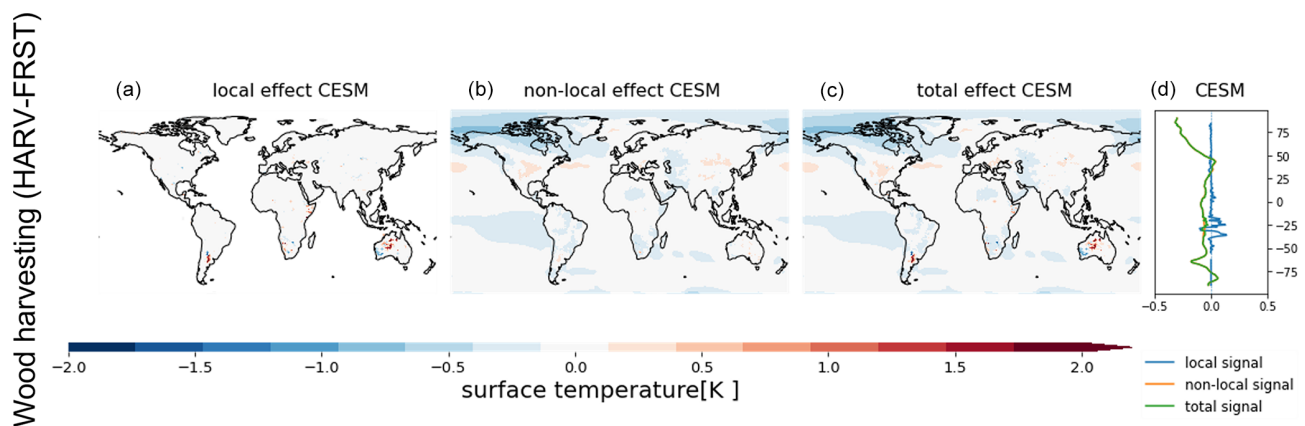 Wood harvesting (HARV-FRST)
(a) local effect CESM
(b) non-local effect CESM
(c) total effect CESM
(d) CESM
75
50
25
0
−25
−50
−75
−0.5 0.0 0.5
−2.0 −1.5 −1.0 −0.5 0.0 0.5 1.0 1.5 2.0
surface temperature[K ]
local signal
non-local signal
total signal